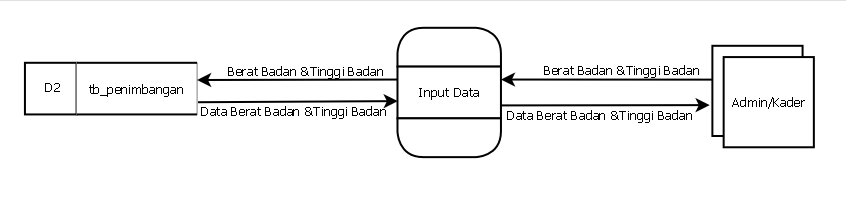 Berat Badan &Tinggi Badan
Berat Badan &Tinggi Badan
D2
tb_penimbangan
Input Data
Admin/Kader
Data Berat Badan &Tinggi Badan
Data Berat Badan &Tinggi Badan